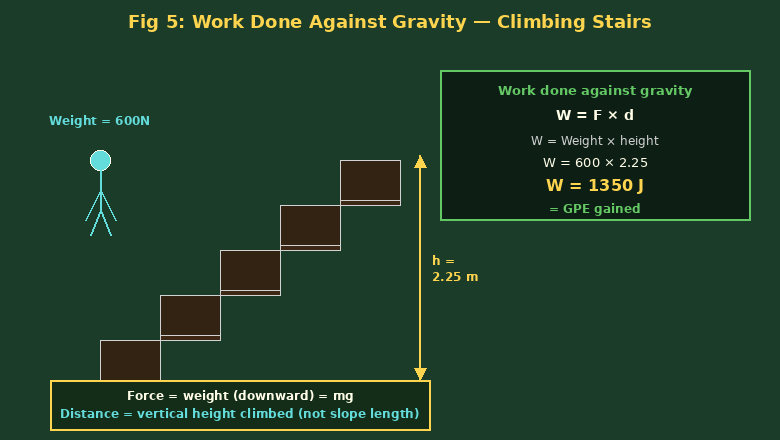 Fig 5: Work Done Against Gravity — Climbing Stairs
Weight = 600N
Work done against gravity
W = F × d
W = Weight × height
W = 600 × 2.25
W = 1350 J
= GPE gained
h =
2.25 m
Force = weight (downward) = mg
Distance = vertical height climbed (not slope length)